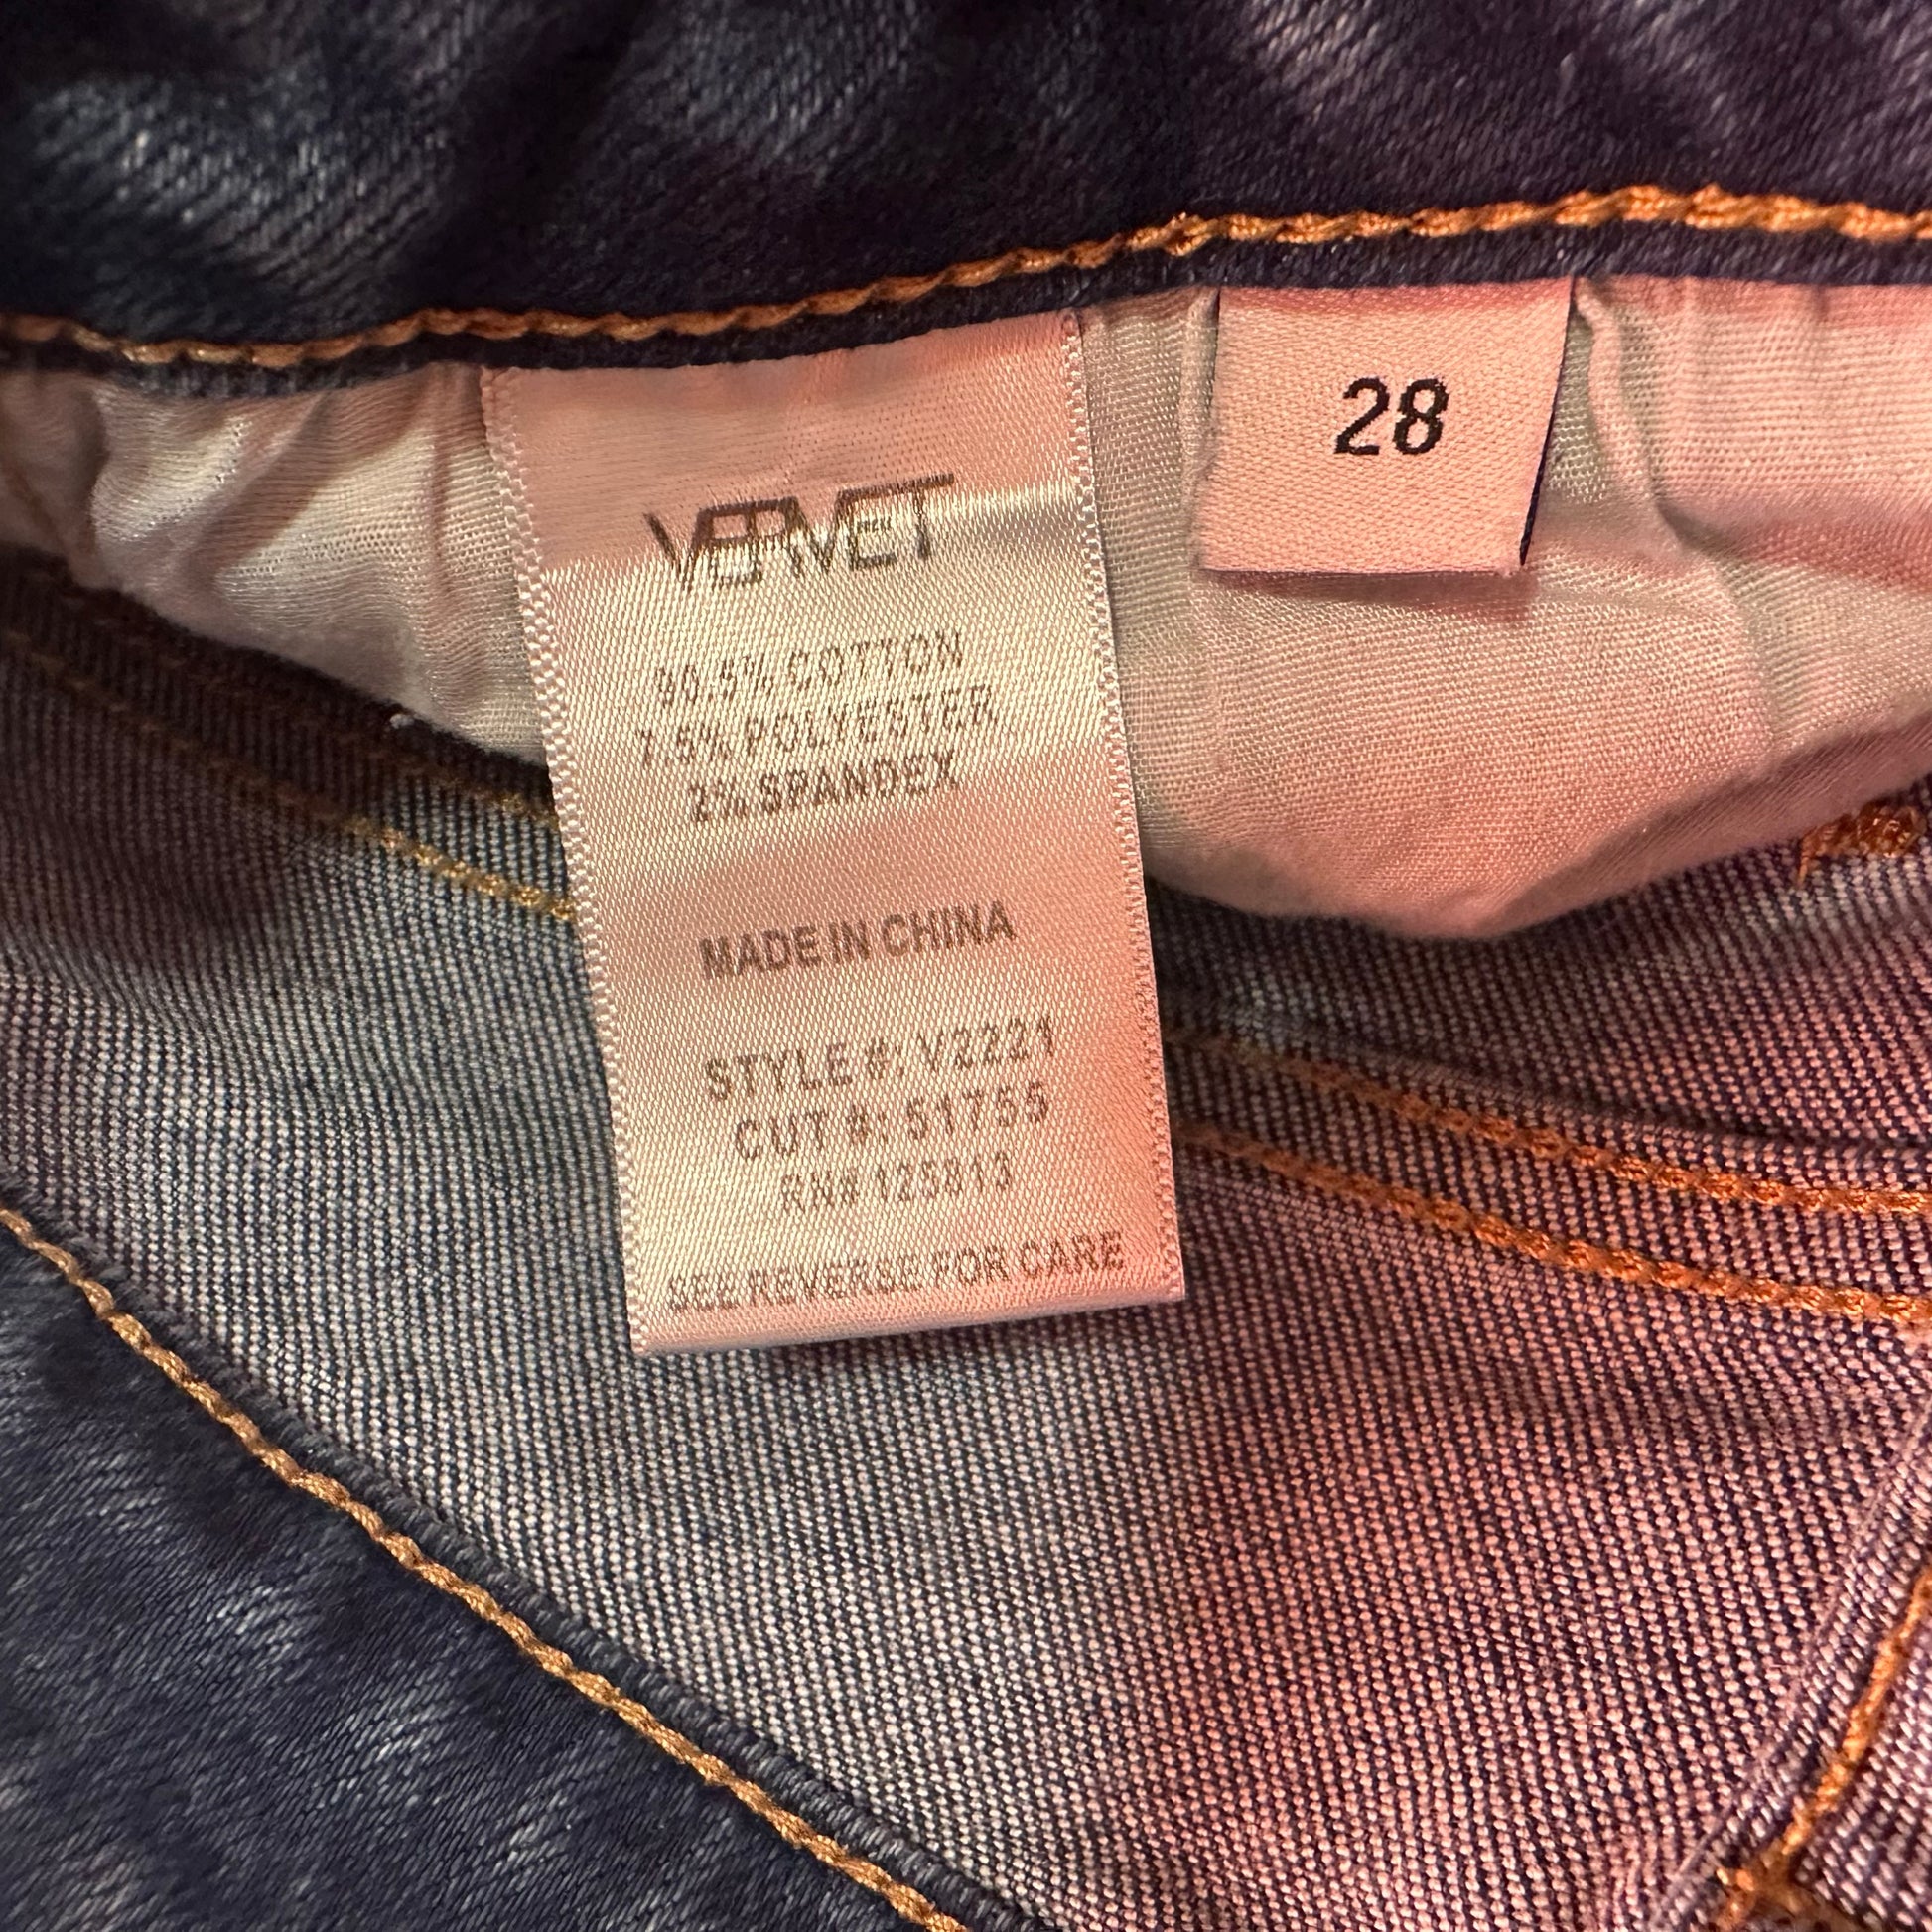 VERVET
90.5% COTTON
7.5% POLYESTER
2% SPANDEX
MADE IN CHINA
STYLE #: V2221
CUT #: 51755
RN# 125813
SEE REVERSE FOR CARE
28